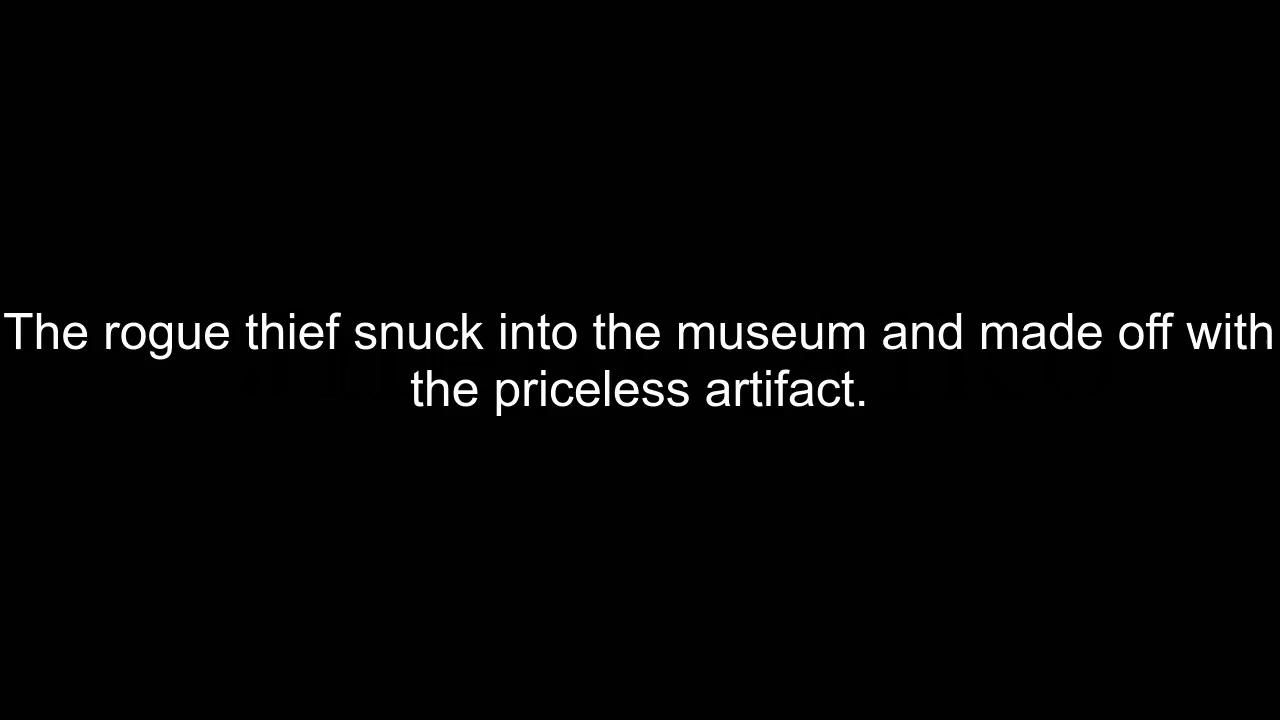 The rogue thief snuck into the museum and made off with
the priceless artifact.